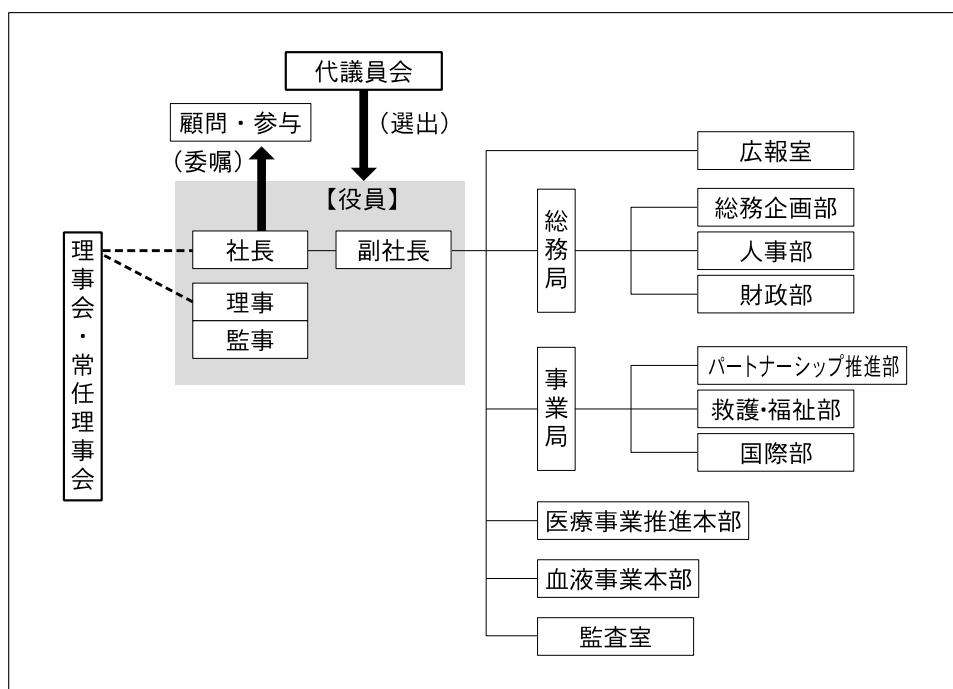 代議員会
顧問・参与
(選出)
(委嘱)
【役員】
社長
副社長
理事
監事
理事会・常任理事会
広報室
総務局
総務企画部
人事部
財政部
事業局
パートナーシップ推進部
救護・福祉部
国際部
医療事業推進本部
血液事業本部
監査室